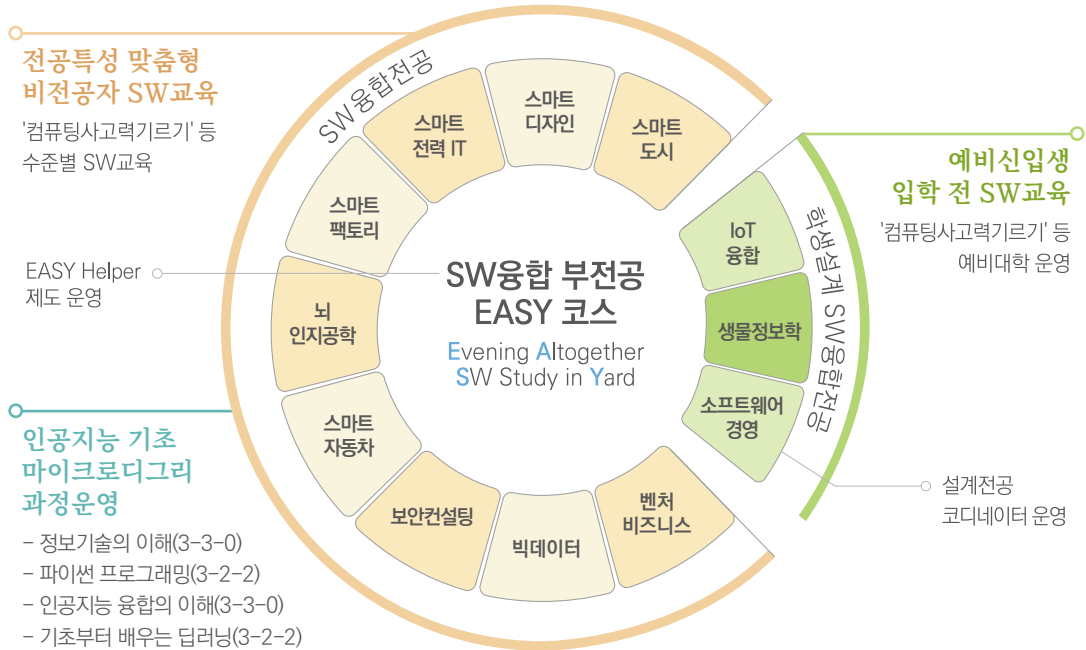 전공특성 맞춤형
비전공자 SW교육
'컴퓨팅사고력기르기' 등
수준별 SW교육
EASY Helper
제도 운영
인공지능 기초
마이크로디그리
과정운영
- 정보기술의 이해(3-3-0)
- 파이썬 프로그래밍(3-2-2)
- 인공지능 융합의 이해(3-3-0)
- 기초부터 배우는 딥러닝(3-2-2)
SW융합전공
스마트
도시
스마트
디자인
스마트
전력 IT
스마트
팩토리
뇌
인지공학
스마트
자동차
보안컨설팅
빅데이터
벤처
비즈니스
SW융합 부전공
EASY 코스
Evening Altogether
SW Study in Yard
IoT
융합
생물정보학
소프트웨어
경영
학생설계 SW융합전공
예비신입생
입학 전 SW교육
'컴퓨팅사고력기르기' 등
예비대학 운영
설계전공
코디네이터 운영